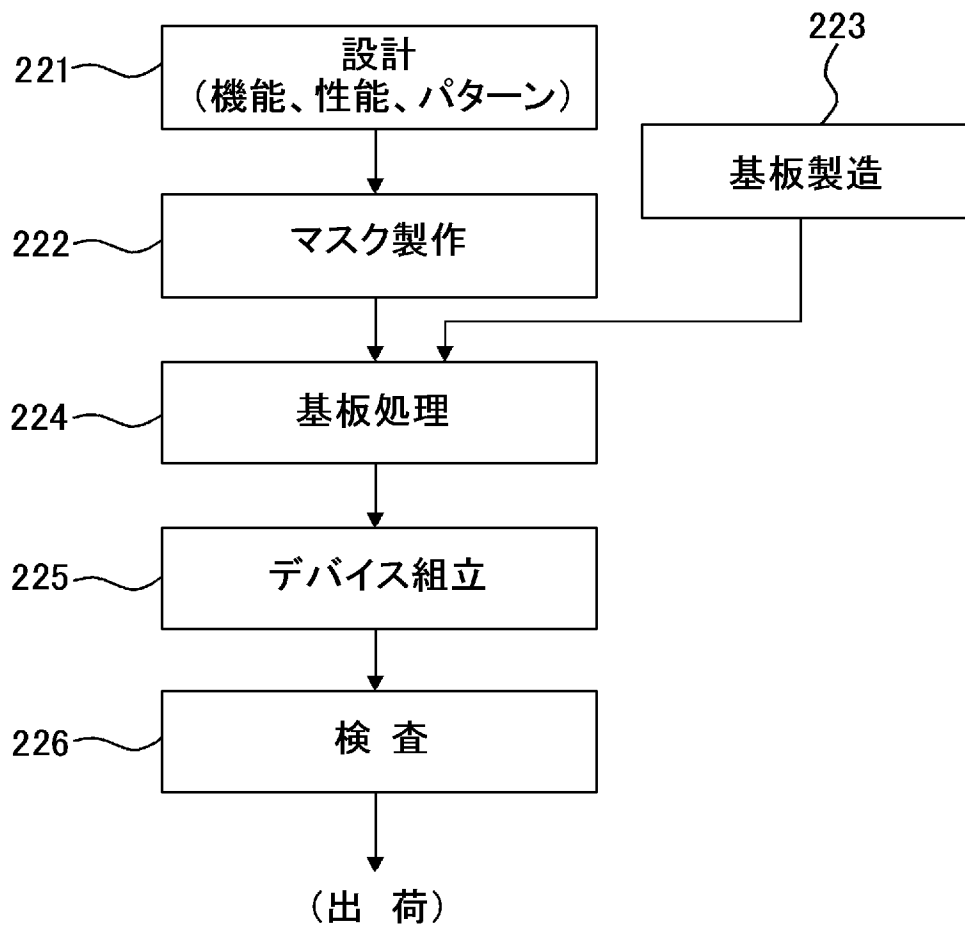 221
設計
（機能、性能、パターン）
223
基板製造
222
マスク製作
224
基板処理
225
デバイス組立
226
検 査
（出 荷）